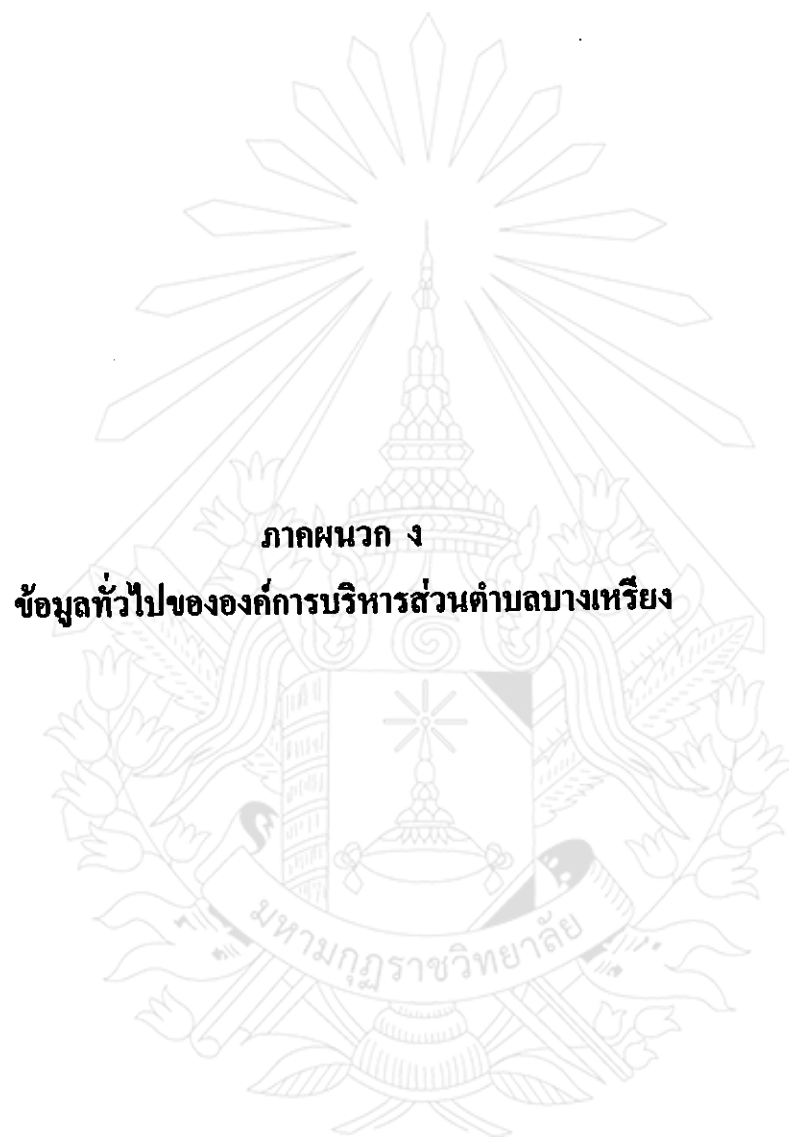 ภาคผนวก ง
ข้อมูลทั่วไปขององค์การบริหารส่วนตำบลบางเหรียง
มหามกุฏราชวิทยาลัย